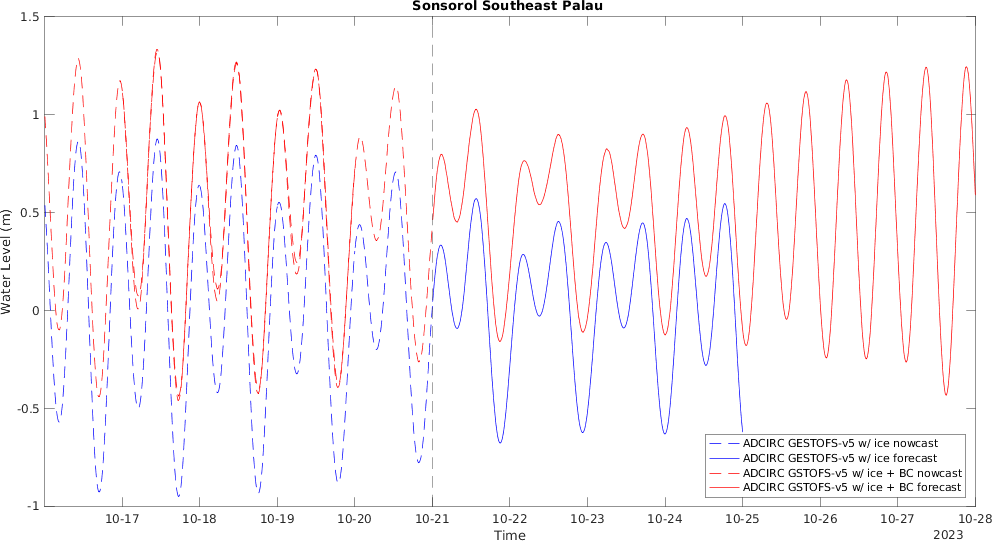 Sonsorol Southeast Palau
Water Level (m)
1.5
1
0.5
0
-0.5
-1
10-17
10-18
10-19
10-20
10-21
10-22
10-23
10-24
10-25
10-26
10-27
10-28
2023
Time
ADCIRC GESTOFS-v5 w/ ice nowcast
ADCIRC GESTOFS-v5 w/ ice forecast
ADCIRC GSTOFS-v5 w/ ice + BC nowcast
ADCIRC GSTOFS-v5 w/ ice + BC forecast